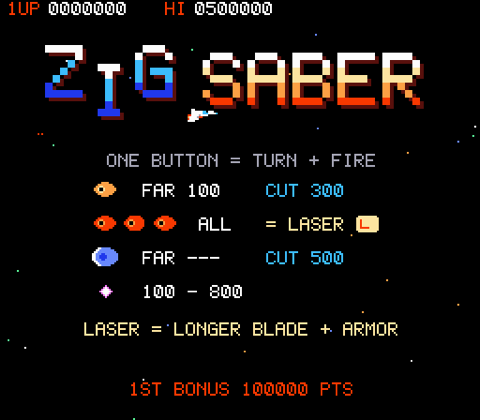 1UP 0000000 HI 0500000
ZIG SABER
ONE BUTTON = TURN + FIRE
FAR 100 CUT 300
ALL = LASER L
FAR --- CUT 500
100 - 800
LASER = LONGER BLADE + ARMOR
1ST BONUS 100000 PTS